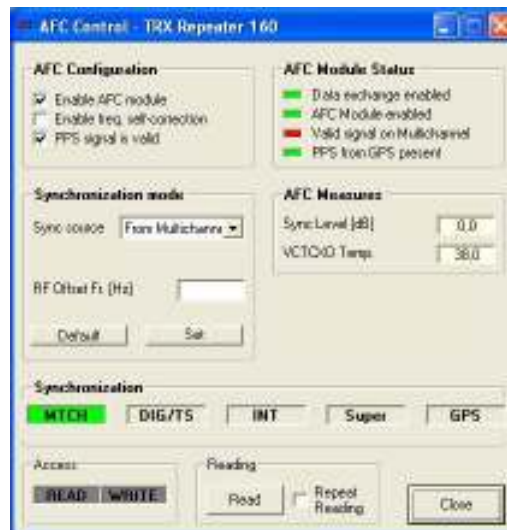 AFC Control - TRX Repeater 160
AFC Configuration
Enable AFC module
Enable freq. self-correction
PPS signal is valid
AFC Module Status
Data exchange enabled
AFC Module enabled
Valid signal on Multichannel
PPS from GPS present
Synchronization mode
Sync source From Multichanne
RF Offset Fs (Hz)
Default Set
AFC Measures
Sync Level (dB) 0,0
VCTCXO Temp. 38,0
Synchronization
MTCH DIG/TS INT Super GPS
Access
READ WRITE
Reading
Read Repeat Reading
Close